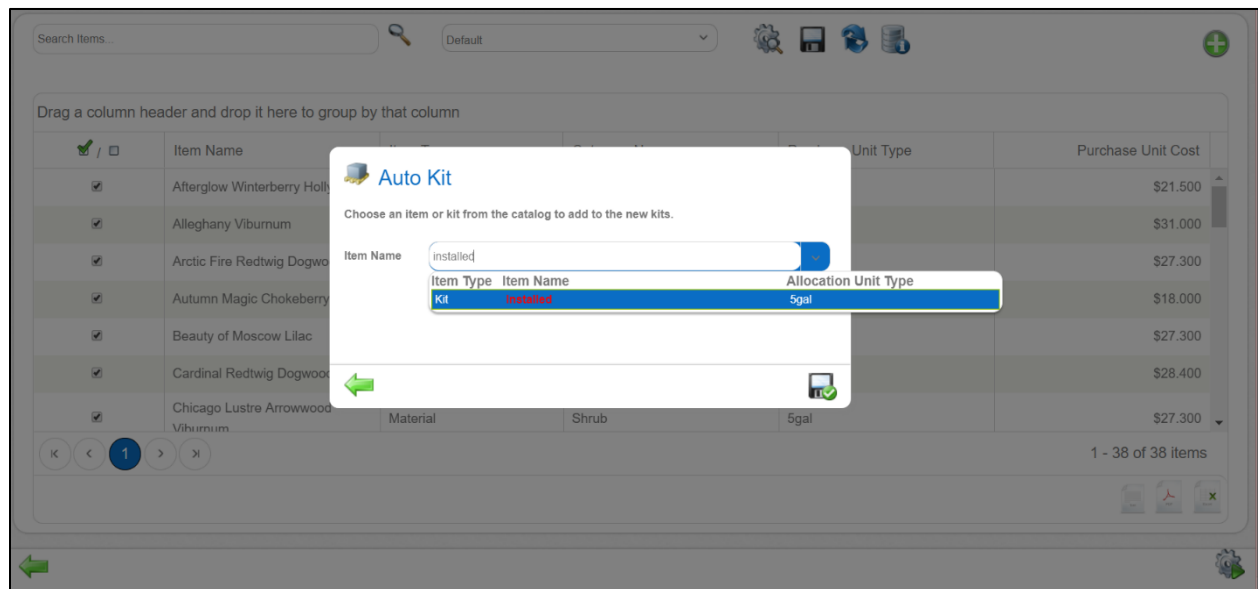 Search Items...
Default
Drag a column header and drop it here to group by that column
/ Item Name Unit Type Purchase Unit Cost
Afterglow Winterberry Holly $21.500
Alleghany Viburnum $31.000
Arctic Fire Redtwig Dogwo $27.300
Autumn Magic Chokeberry $18.000
Beauty of Moscow Lilac $27.300
Cardinal Redtwig Dogwood $28.400
Chicago Lustre Arrowwood
Viburnum Material Shrub 5gal $27.300
Auto Kit
Choose an item or kit from the catalog to add to the new kits.
Item Name installed
Item Type Item Name Allocation Unit Type
Kit installed 5gal
1
1 - 38 of 38 items